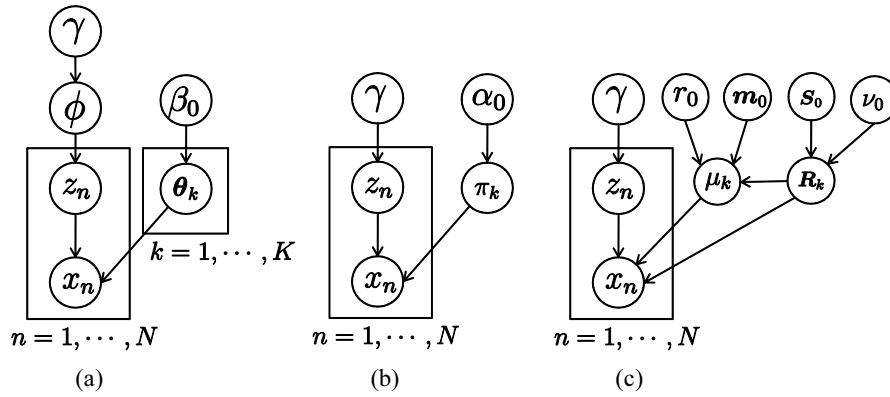 γ
ϕ
β₀
zₙ
θₖ
xₙ
k = 1, ⋯ , K
n = 1, ⋯ , N
(a)
γ
α₀
zₙ
πₖ
xₙ
n = 1, ⋯ , N
(b)
γ
r₀
m₀
s₀
ν₀
zₙ
μₖ
Rₖ
xₙ
n = 1, ⋯ , N
(c)